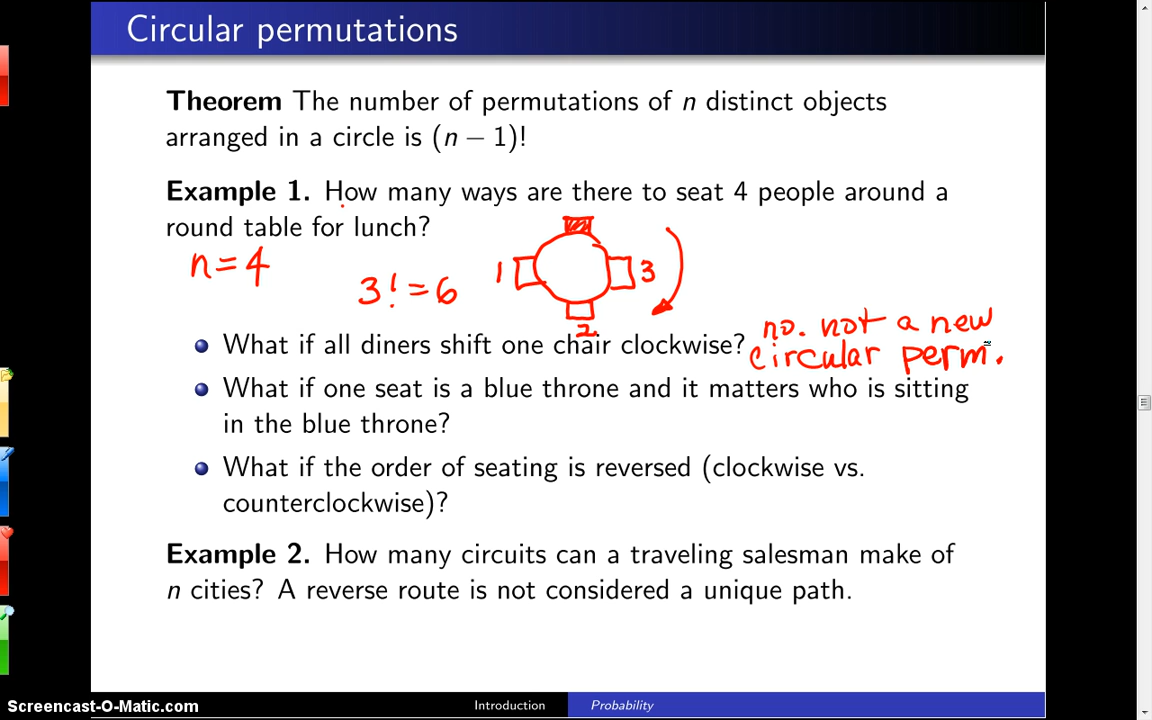 Circular permutations
Theorem The number of permutations of n distinct objects
arranged in a circle is (n − 1)!
Example 1. How many ways are there to seat 4 people around a
round table for lunch?
n=4
3! = 6
1
3
2
What if all diners shift one chair clockwise?
no. not a new
circular perm.
What if one seat is a blue throne and it matters who is sitting
in the blue throne?
What if the order of seating is reversed (clockwise vs.
counterclockwise)?
Example 2. How many circuits can a traveling salesman make of
n cities? A reverse route is not considered a unique path.
Screencast-O-Matic.com
Introduction
Probability